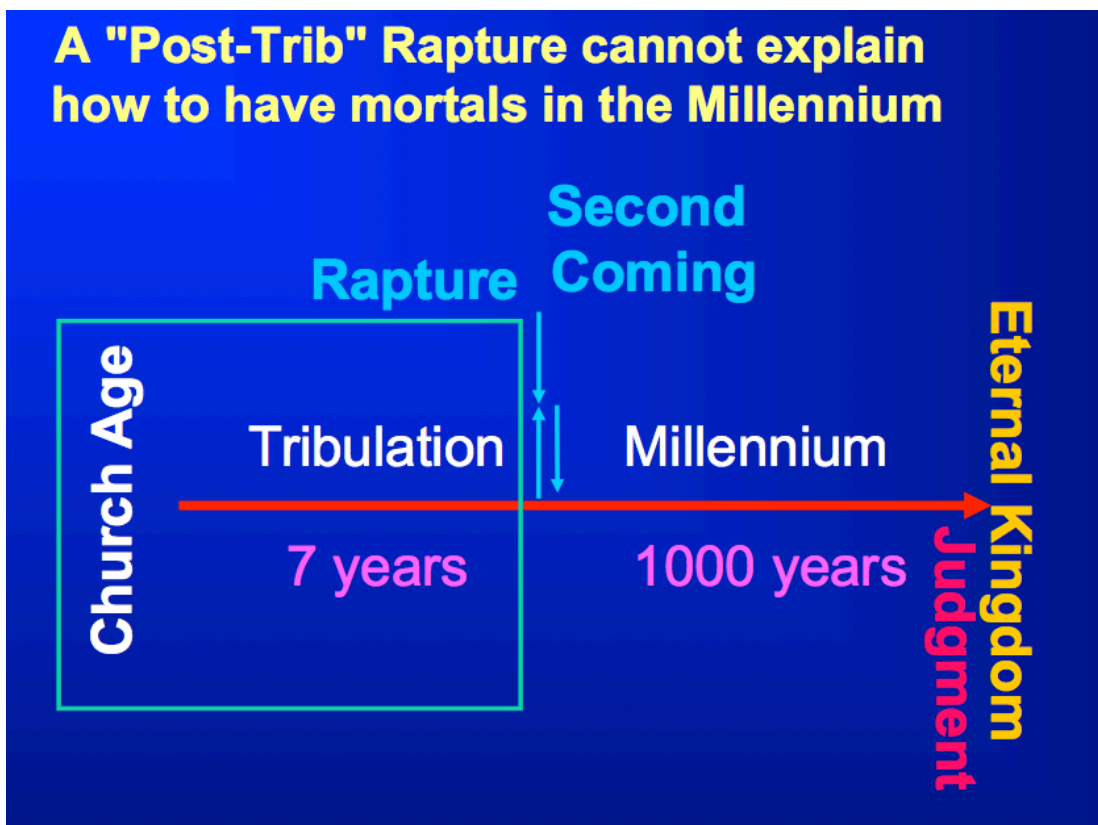 A "Post-Trib" Rapture cannot explain
how to have mortals in the Millennium
Second
Coming
Rapture
Church Age
Tribulation
Millennium
7 years
1000 years
Judgment
Eternal Kingdom